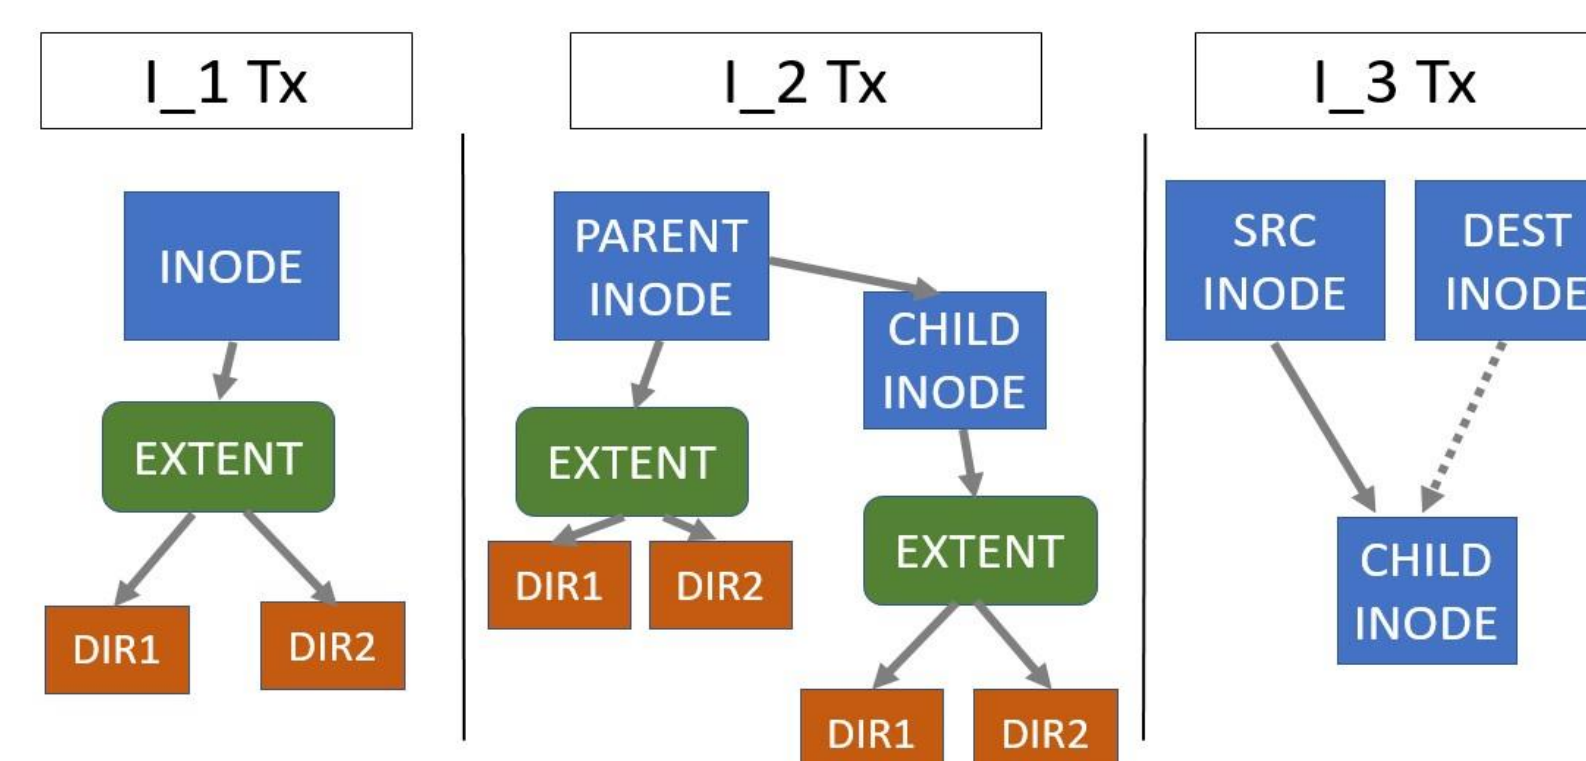 I_1 Tx
INODE
EXTENT
DIR1
DIR2
I_2 Tx
PARENT
INODE
CHILD
INODE
EXTENT
DIR1
DIR2
EXTENT
DIR1
DIR2
I_3 Tx
SRC
INODE
DEST
INODE
CHILD
INODE